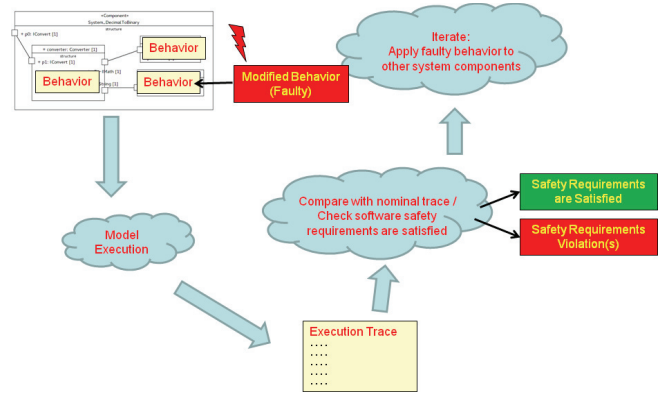 «Component»
System_DecimalToBinary
structure
+ p0: IConvert [1]
+ converter: Converter [1]
structure
+ p1: IConvert [1]
Behavior
Behavior
Behavior
Modified Behavior
(Faulty)
Iterate:
Apply faulty behavior to
other system components
Model
Execution
Compare with nominal trace /
Check software safety
requirements are satisfied
Safety Requirements
are Satisfied
Safety Requirements
Violation(s)
Execution Trace
....
....
....
....
....